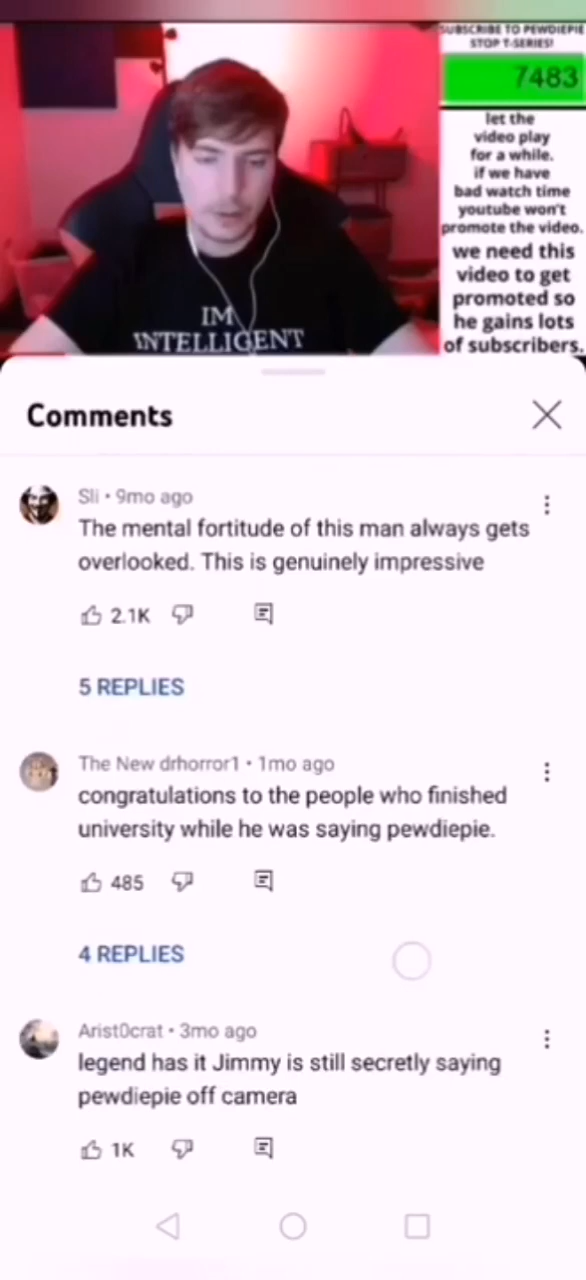 SUBSCRIBE TO PEWDIEPIE
STOP T-SERIES!
7483
let the
video play
for a while.
if we have
bad watch time
youtube won't
promote the video.
we need this
video to get
promoted so
he gains lots
of subscribers.
IM
INTELLIGENT
Comments
Sli • 9mo ago
The mental fortitude of this man always gets
overlooked. This is genuinely impressive
2.1K
5 REPLIES
The New drhorror1 • 1mo ago
congratulations to the people who finished
university while he was saying pewdiepie.
485
4 REPLIES
Arist0crat • 3mo ago
legend has it Jimmy is still secretly saying
pewdiepie off camera
1K